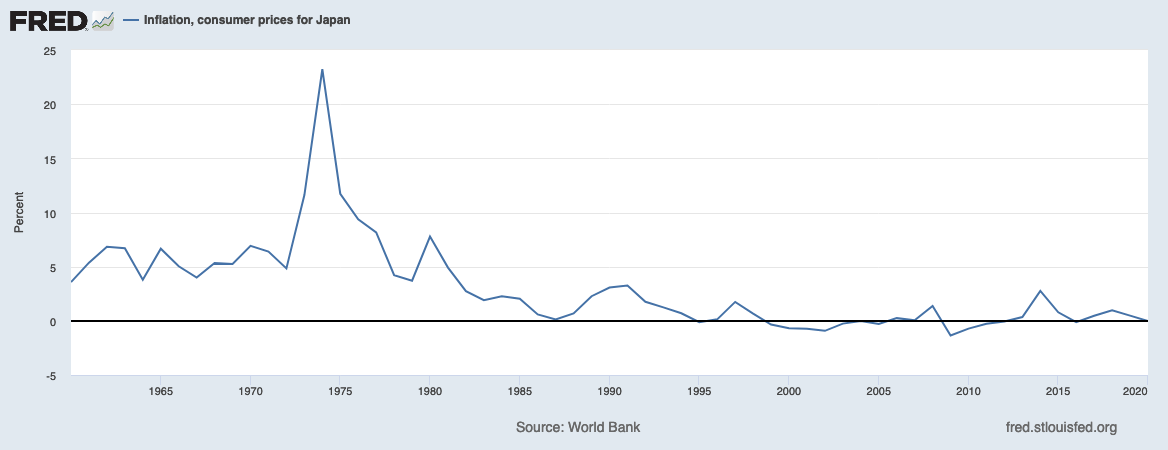 FRED Inflation, consumer prices for Japan
25
20
15
10
5
0
-5
Percent
1965 1970 1975 1980 1985 1990 1995 2000 2005 2010 2015 2020
Source: World Bank fred.stlouisfed.org